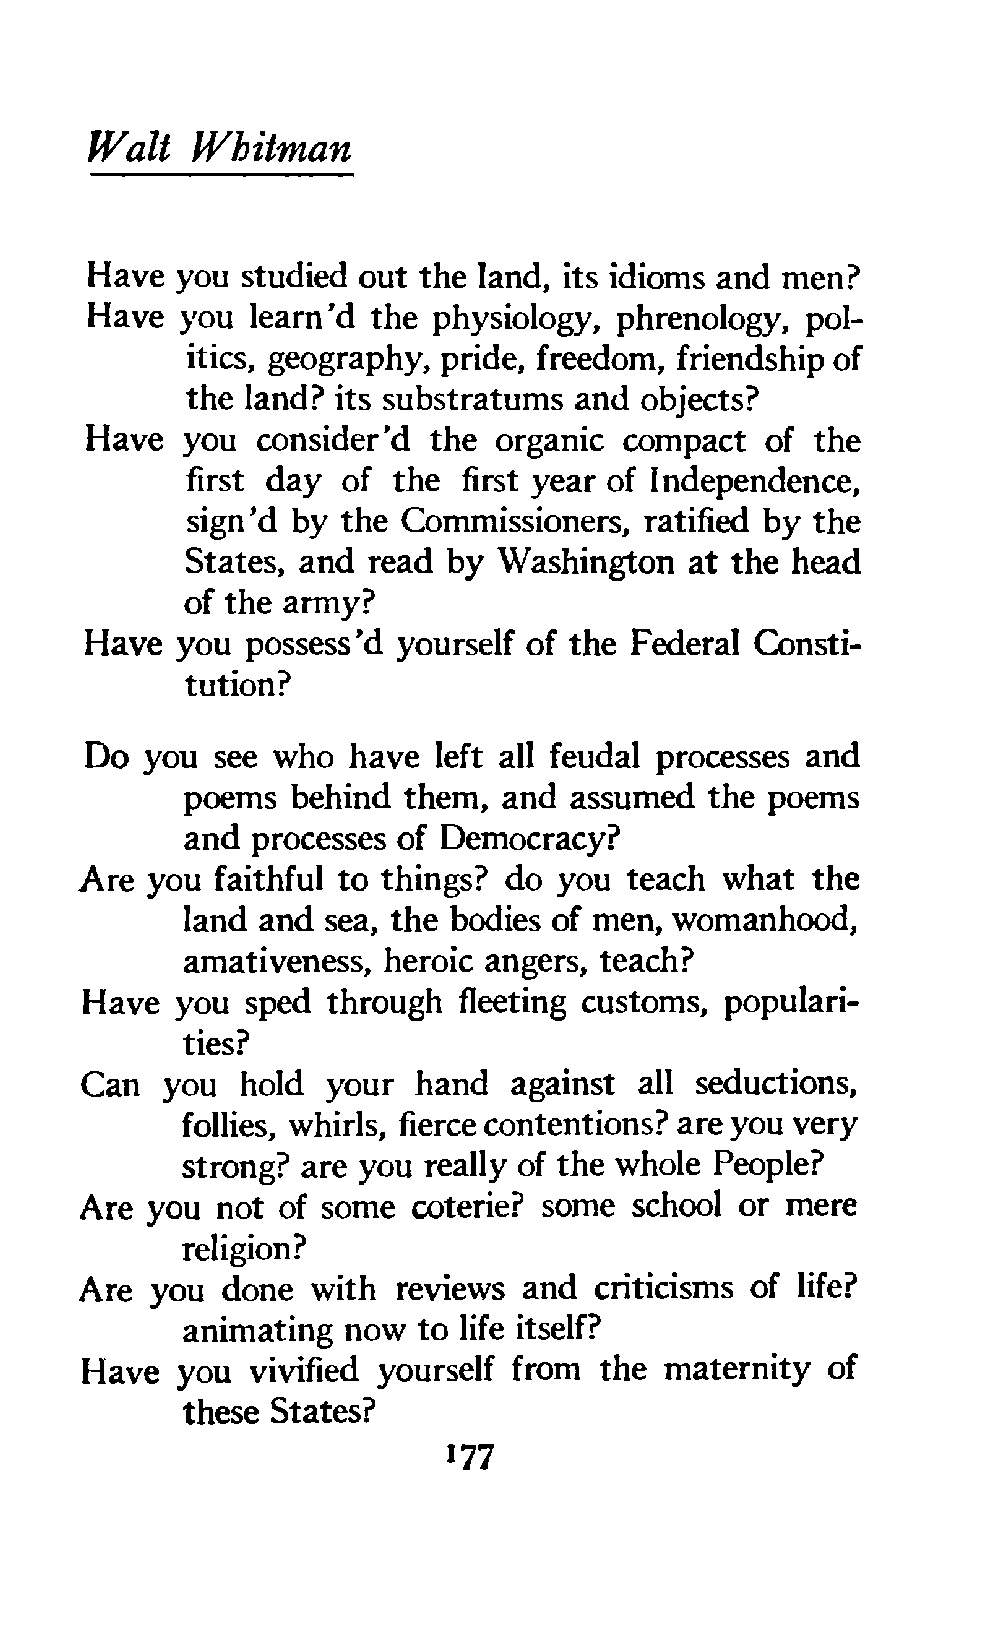 Walt Whitman
Have you studied out the land, its idioms and men?
Have you learn'd the physiology, phrenology, pol-
itics, geography, pride, freedom, friendship of
the land? its substratums and objects?
Have you consider'd the organic compact of the
first day of the first year of Independence,
sign'd by the Commissioners, ratified by the
States, and read by Washington at the head
of the army?
Have you possess'd yourself of the Federal Consti-
tution?
Do you see who have left all feudal processes and
poems behind them, and assumed the poems
and processes of Democracy?
Are you faithful to things? do you teach what the
land and sea, the bodies of men, womanhood,
amativeness, heroic angers, teach?
Have you sped through fleeting customs, populari-
ties?
Can you hold your hand against all seductions,
follies, whirls, fierce contentions? are you very
strong? are you really of the whole People?
Are you not of some coterie? some school or mere
religion?
Are you done with reviews and criticisms of life?
animating now to life itself?
Have you vivified yourself from the maternity of
these States?
177